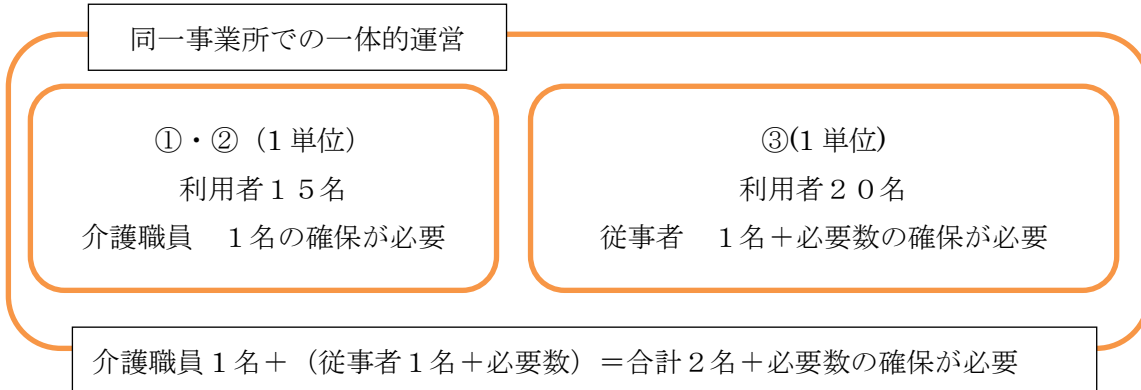 同一事業所での一体的運営
①・②（1単位）
利用者１５名
介護職員　１名の確保が必要
③(1単位)
利用者２０名
従事者　１名＋必要数の確保が必要
介護職員１名＋（従事者１名＋必要数）＝合計２名＋必要数の確保が必要